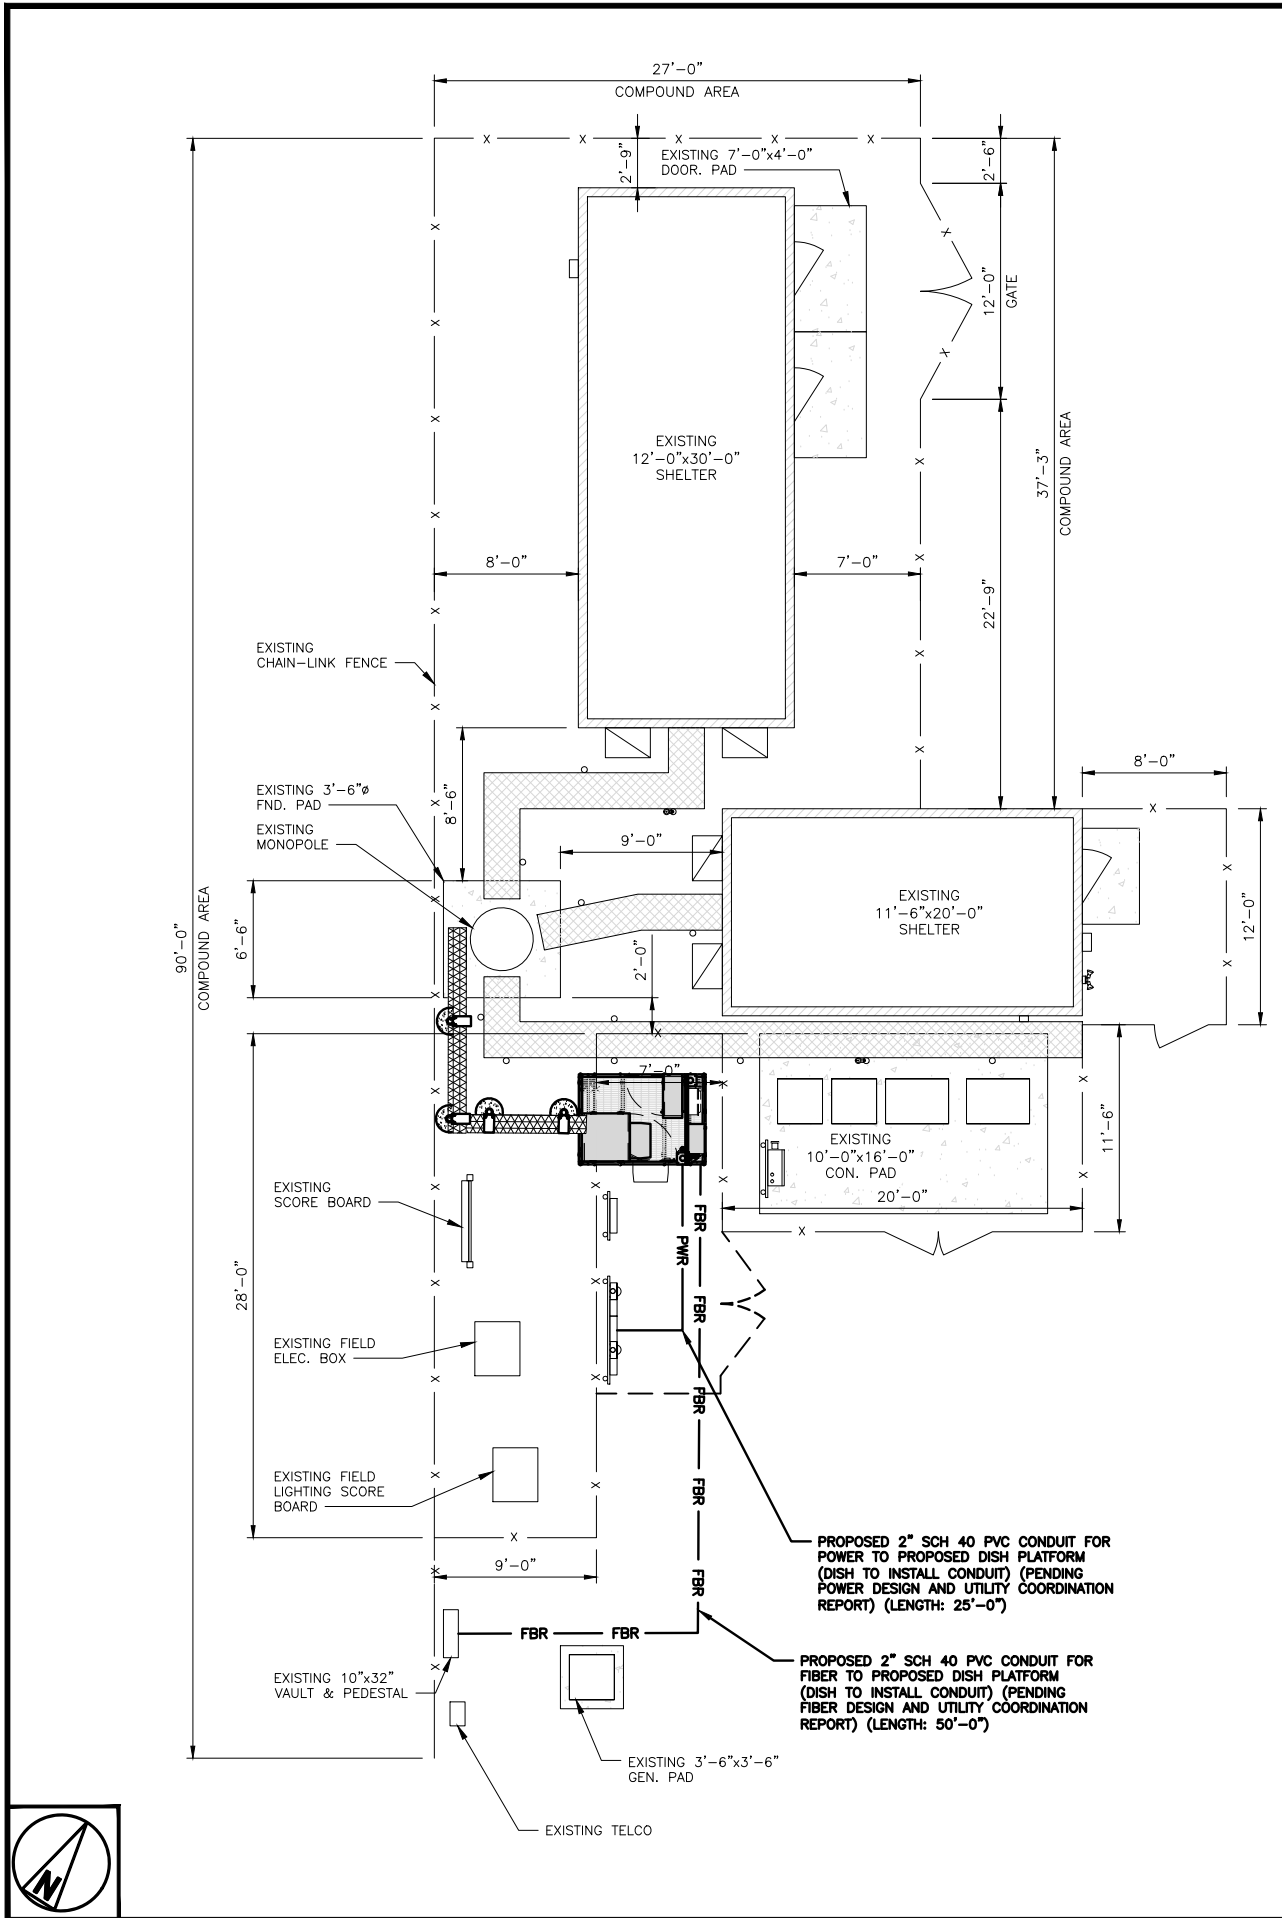 27'-0"
COMPOUND AREA
2'-9"
EXISTING 7'-0"x4'-0"
DOOR. PAD
2'-6"
12'-0"
GATE
EXISTING
12'-0"x30'-0"
SHELTER
37'-3"
COMPOUND AREA
8'-0"
7'-0"
22'-9"
EXISTING
CHAIN-LINK FENCE
8'-0"
EXISTING 3'-6"ø
FND. PAD
8'-6"
EXISTING
MONOPOLE
9'-0"
EXISTING
11'-6"x20'-0"
SHELTER
12'-0"
90'-0"
COMPOUND AREA
6'-6"
2'-0"
7'-0"
11'-6"
EXISTING
10'-0"x16'-0"
CON. PAD
20'-0"
EXISTING
SCORE BOARD
FBR
PWR
28'-0"
FBR
EXISTING FIELD
ELEC. BOX
FBR
EXISTING FIELD
LIGHTING SCORE
BOARD
FBR
PROPOSED 2" SCH 40 PVC CONDUIT FOR
POWER TO PROPOSED DISH PLATFORM
(DISH TO INSTALL CONDUIT) (PENDING
POWER DESIGN AND UTILITY COORDINATION
REPORT) (LENGTH: 25'-0")
9'-0"
FBR
FBR FBR
PROPOSED 2" SCH 40 PVC CONDUIT FOR
FIBER TO PROPOSED DISH PLATFORM
(DISH TO INSTALL CONDUIT) (PENDING
FIBER DESIGN AND UTILITY COORDINATION
REPORT) (LENGTH: 50'-0")
EXISTING 10"x32"
VAULT & PEDESTAL
EXISTING 3'-6"x3'-6"
GEN. PAD
EXISTING TELCO
N